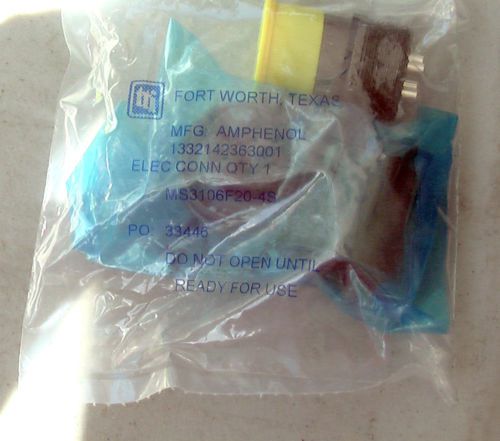 FORT WORTH, TEXAS
MFG: AMPHENOL
1332142363001
ELEC CONN QTY 1
MS3106F20-4S
PO 33446
DO NOT OPEN UNTIL
READY FOR USE